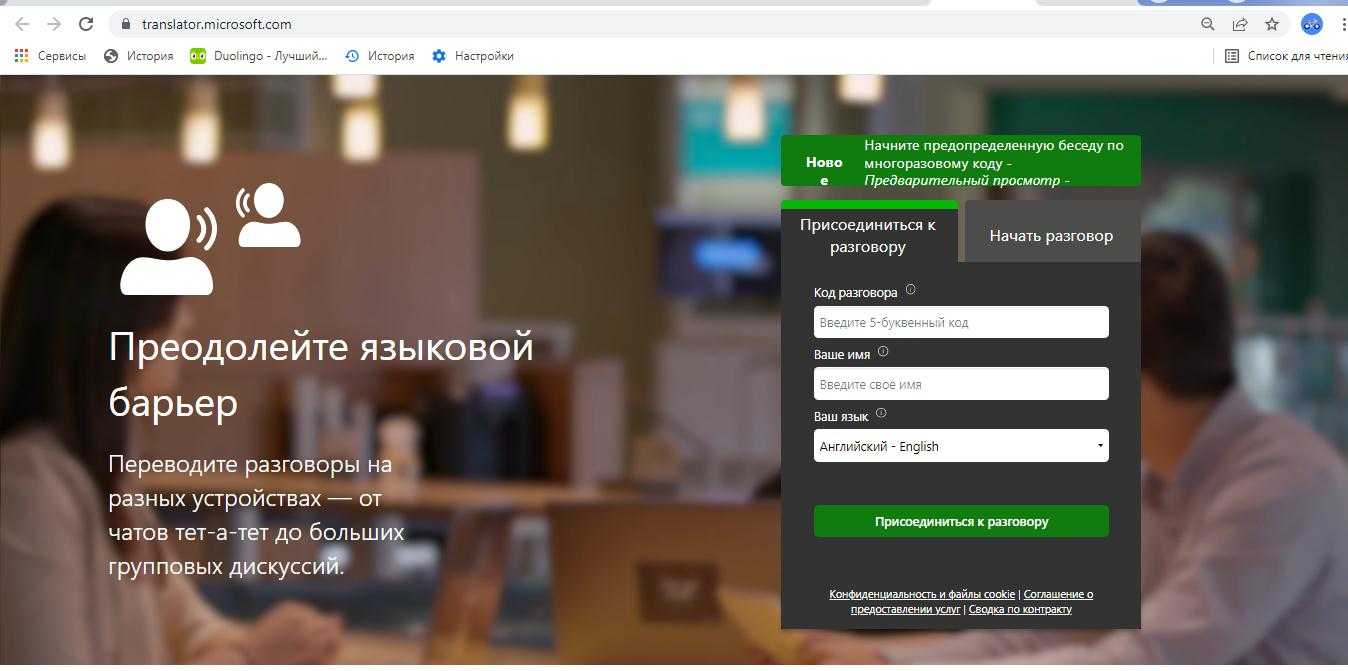 translator.microsoft.com
Сервисы История Duolingo - Лучший... История Настройки
Список для чтения
Ново
е
Начните предопределенную беседу по
многоразовому коду -
Предварительный просмотр -
Присоединиться к
разговору
Начать разговор
Код разговора
Введите 5-буквенный код
Ваше имя
Введите свое имя
Ваш язык
Английский - English
Присоединиться к разговору
Конфиденциальность и файлы cookie | Соглашение о
предоставлении услуг | Сводка по контракту
Преодолейте языковой
барьер
Переводите разговоры на
разных устройствах — от
чатов тет-а-тет до больших
групповых дискуссий.